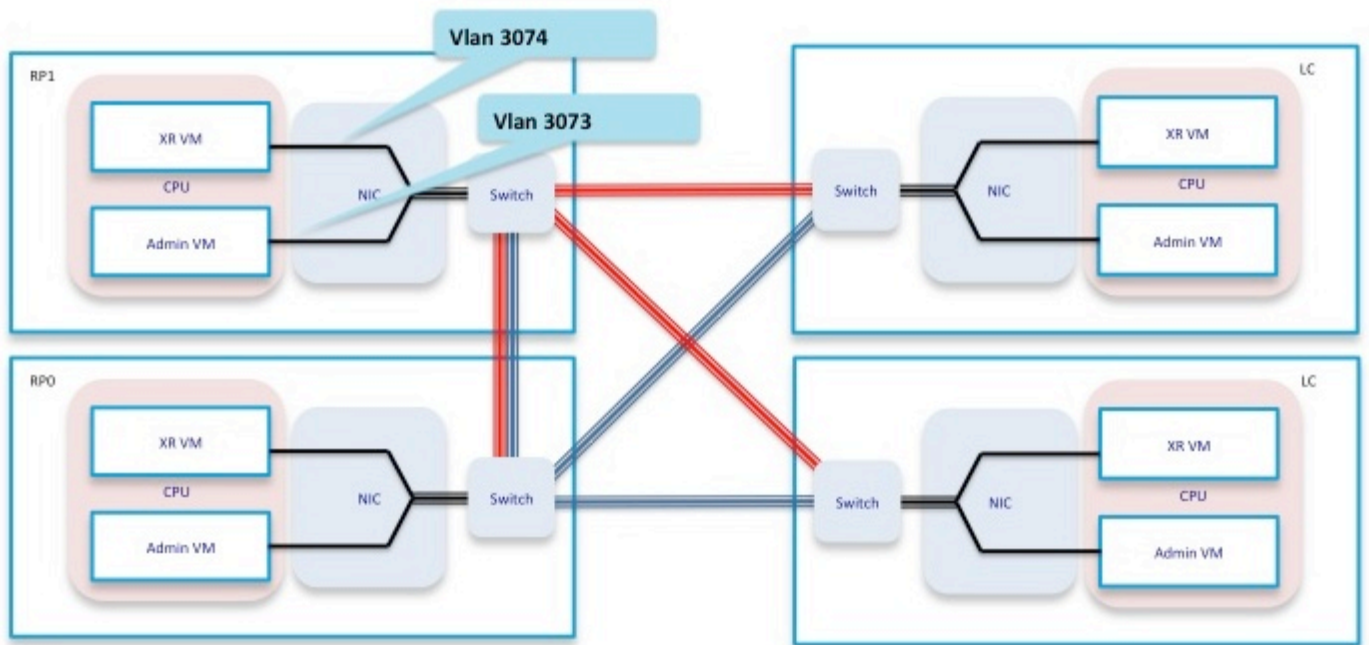 Vlan 3074
RP1
XR VM
CPU
Admin VM
NIC
Vlan 3073
Switch
LC
Switch
NIC
XR VM
CPU
Admin VM
RP0
XR VM
CPU
Admin VM
NIC
Switch
LC
Switch
NIC
XR VM
CPU
Admin VM